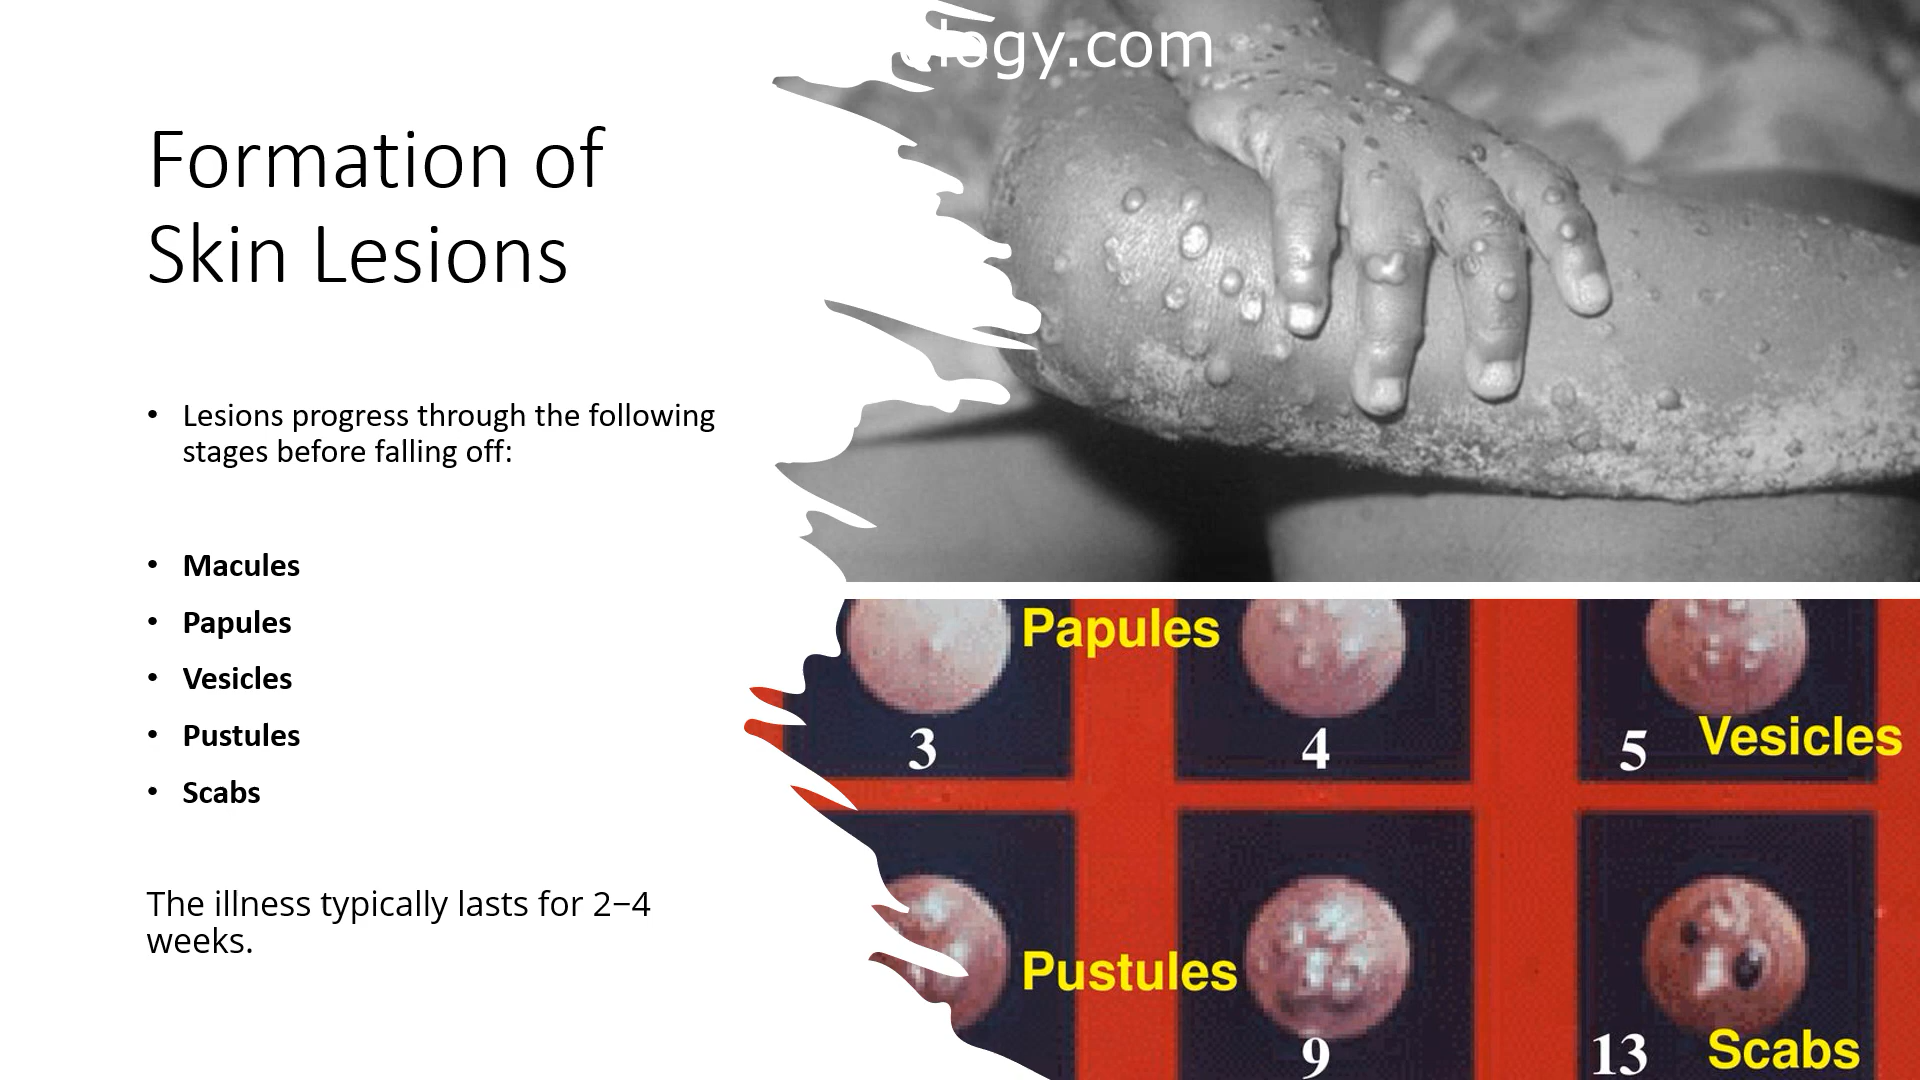 ology.com
Formation of
Skin Lesions
• Lesions progress through the following
stages before falling off:
• Macules
• Papules
• Vesicles
• Pustules
• Scabs
The illness typically lasts for 2–4
weeks.
Papules
3
4
5
Vesicles
Pustules
9
13
Scabs